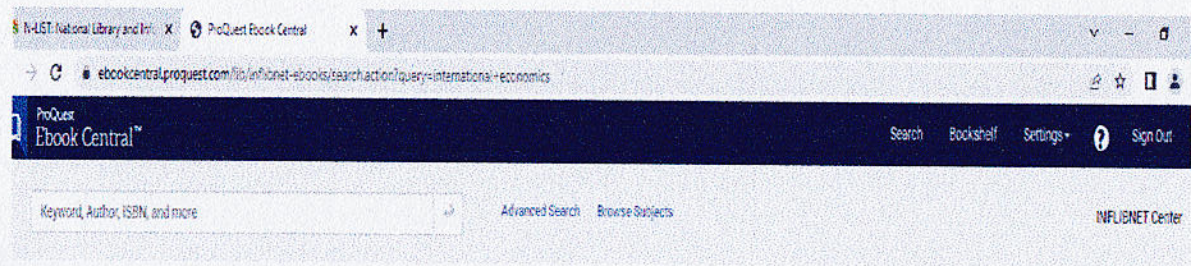 N-LIST: National Library and Inf X ProQuest Ebook Central X +
ebookcentral.proquest.com/lib/inflibnet-ebooks/search.action?query=international+economics
ProQuest
Ebook Central™ Search Bookshelf Settings ? Sign Out
Keyword, Author, ISBN, and more Advanced Search Browse Subjects INFLIBNET Center